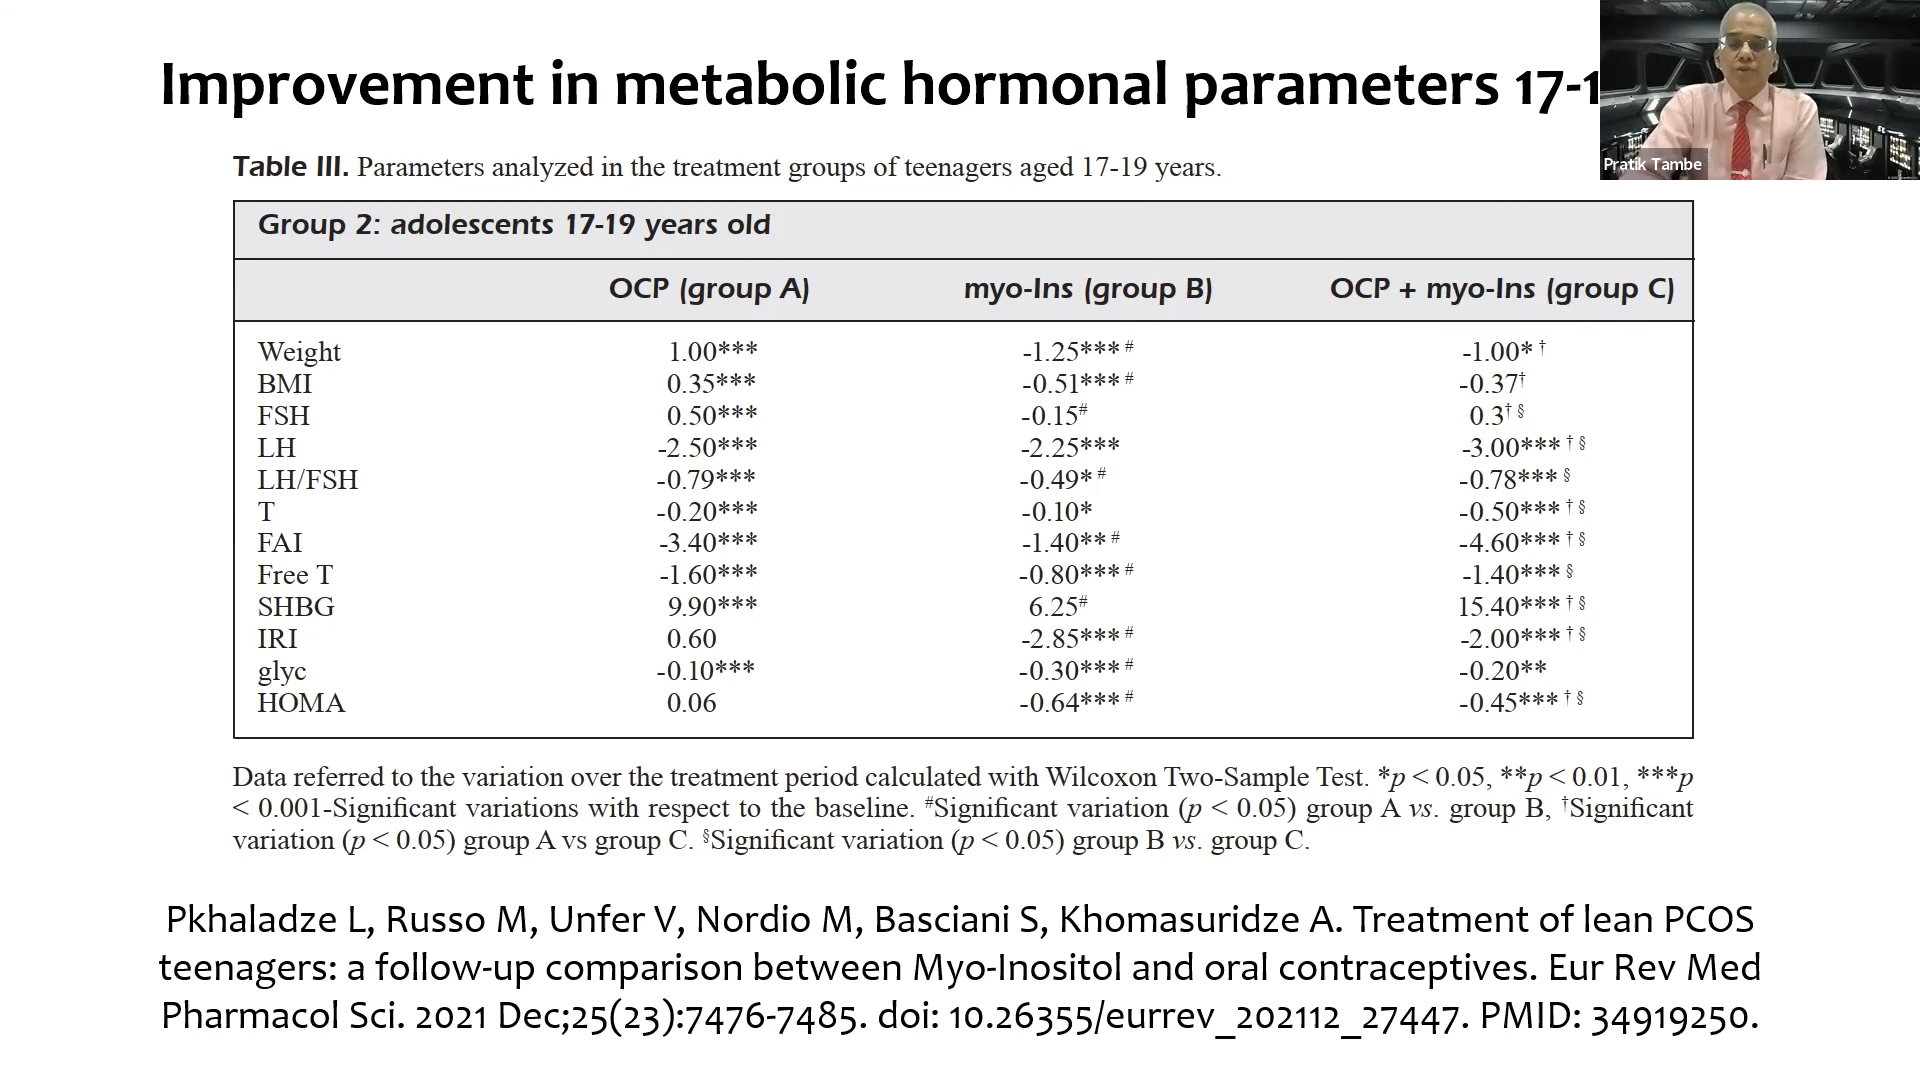 Improvement in metabolic hormonal parameters 17-1
Pratik Tambe
Table III. Parameters analyzed in the treatment groups of teenagers aged 17-19 years.
Group 2: adolescents 17-19 years old
OCP (group A) myo-Ins (group B) OCP + myo-Ins (group C)
Weight 1.00*** -1.25*** # -1.00* †
BMI 0.35*** -0.51*** # -0.37†
FSH 0.50*** -0.15# 0.3† §
LH -2.50*** -2.25*** -3.00*** † §
LH/FSH -0.79*** -0.49* # -0.78*** §
T -0.20*** -0.10* -0.50*** † §
FAI -3.40*** -1.40** # -4.60*** † §
Free T -1.60*** -0.80*** # -1.40*** §
SHBG 9.90*** 6.25# 15.40*** † §
IRI 0.60 -2.85*** # -2.00*** † §
glyc -0.10*** -0.30*** # -0.20**
HOMA 0.06 -0.64*** # -0.45*** † §
Data referred to the variation over the treatment period calculated with Wilcoxon Two-Sample Test. *p < 0.05, **p < 0.01, ***p
< 0.001-Significant variations with respect to the baseline. #Significant variation (p < 0.05) group A vs. group B, †Significant
variation (p < 0.05) group A vs group C. §Significant variation (p < 0.05) group B vs. group C.
Pkhaladze L, Russo M, Unfer V, Nordio M, Basciani S, Khomasuridze A. Treatment of lean PCOS
teenagers: a follow-up comparison between Myo-Inositol and oral contraceptives. Eur Rev Med
Pharmacol Sci. 2021 Dec;25(23):7476-7485. doi: 10.26355/eurrev_202112_27447. PMID: 34919250.